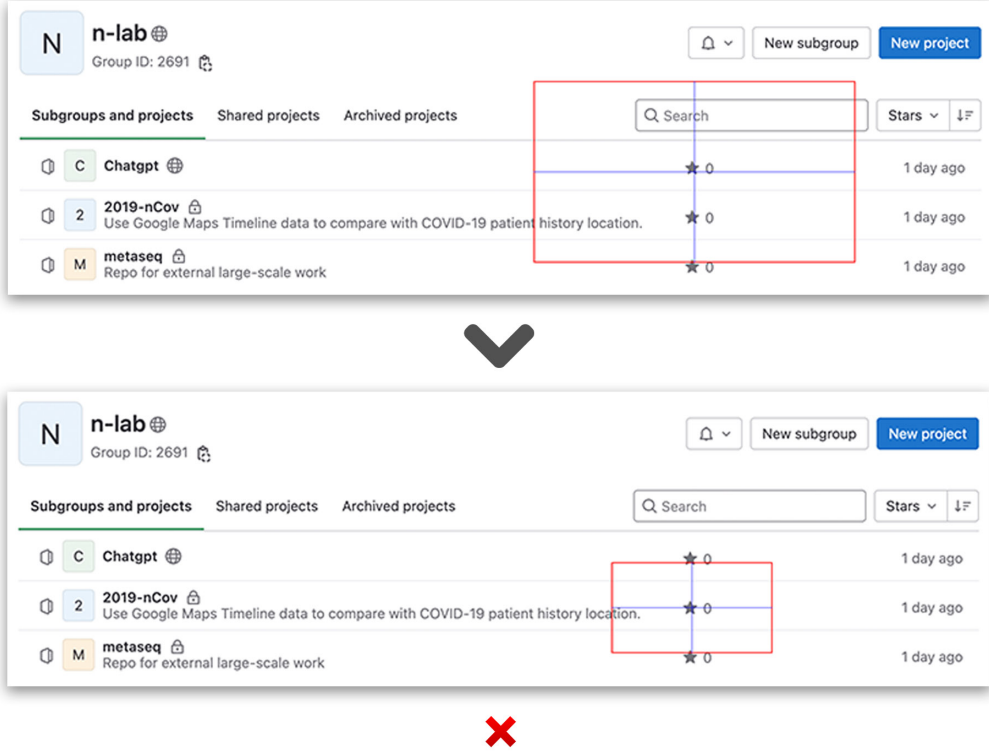 N n-lab
Group ID: 2691
New subgroup New project
Subgroups and projects Shared projects Archived projects Search Stars
C Chatgpt 0 1 day ago
2 2019-nCov 0 1 day ago
Use Google Maps Timeline data to compare with COVID-19 patient history location.
M metaseq 0 1 day ago
Repo for external large-scale work
N n-lab
Group ID: 2691
New subgroup New project
Subgroups and projects Shared projects Archived projects Search Stars
C Chatgpt 0 1 day ago
2 2019-nCov 0 1 day ago
Use Google Maps Timeline data to compare with COVID-19 patient history location.
M metaseq 0 1 day ago
Repo for external large-scale work